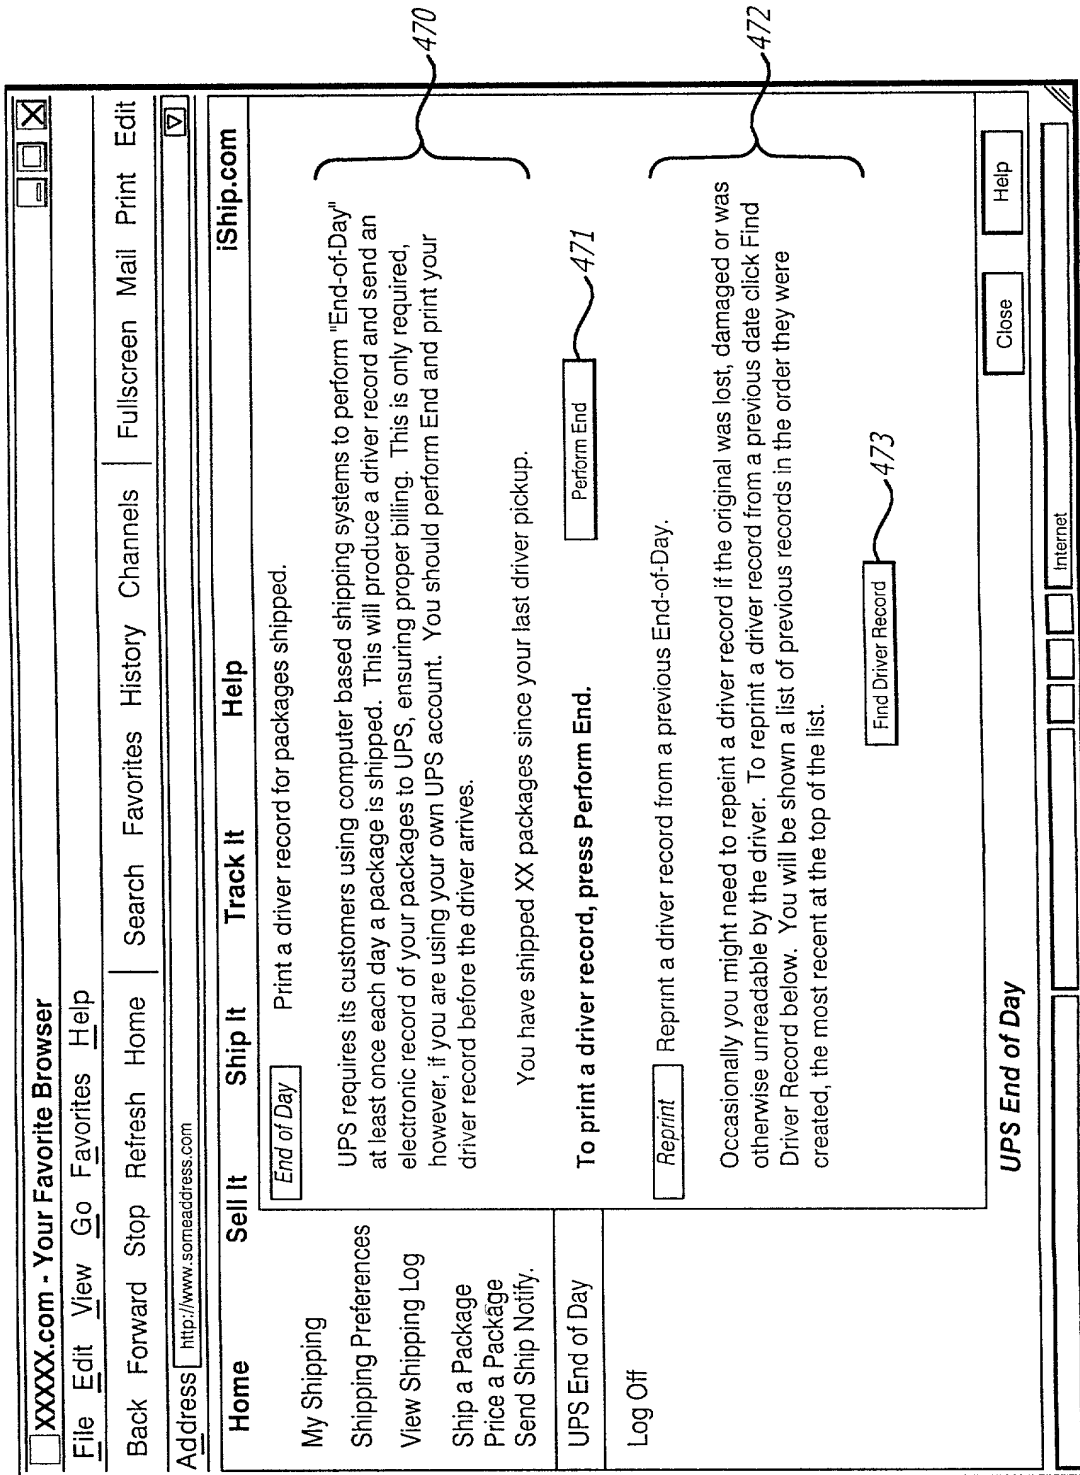 XXXXX.com - Your Favorite Browser
File Edit View Go Favorites Help
Back Forward Stop Refresh Home Search Favorites History Channels Fullscreen Mail Print Edit
Address http://www.someaddress.com
Home Sell It Ship It Track It Help iShip.com
My Shipping
Shipping Preferences
View Shipping Log
Ship a Package
Price a Package
Send Ship Notify.
UPS End of Day
Log Off
End of Day Print a driver record for packages shipped.
UPS requires its customers using computer based shipping systems to perform "End-of-Day"
at least once each day a package is shipped. This will produce a driver record and send an
electronic record of your packages to UPS, ensuring proper billing. This is only required,
however, if you are using your own UPS account. You should perform End and print your
driver record before the driver arrives.
470
You have shipped XX packages since your last driver pickup.
To print a driver record, press Perform End.
Perform End
471
Reprint Reprint a driver record from a previous End-of-Day.
Occasionally you might need to repeint a driver record if the original was lost, damaged or was
otherwise unreadable by the driver. To reprint a driver record from a previous date click Find
Driver Record below. You will be shown a list of previous records in the order they were
created, the most recent at the top of the list.
472
Find Driver Record
473
UPS End of Day
Close
Help
Internet